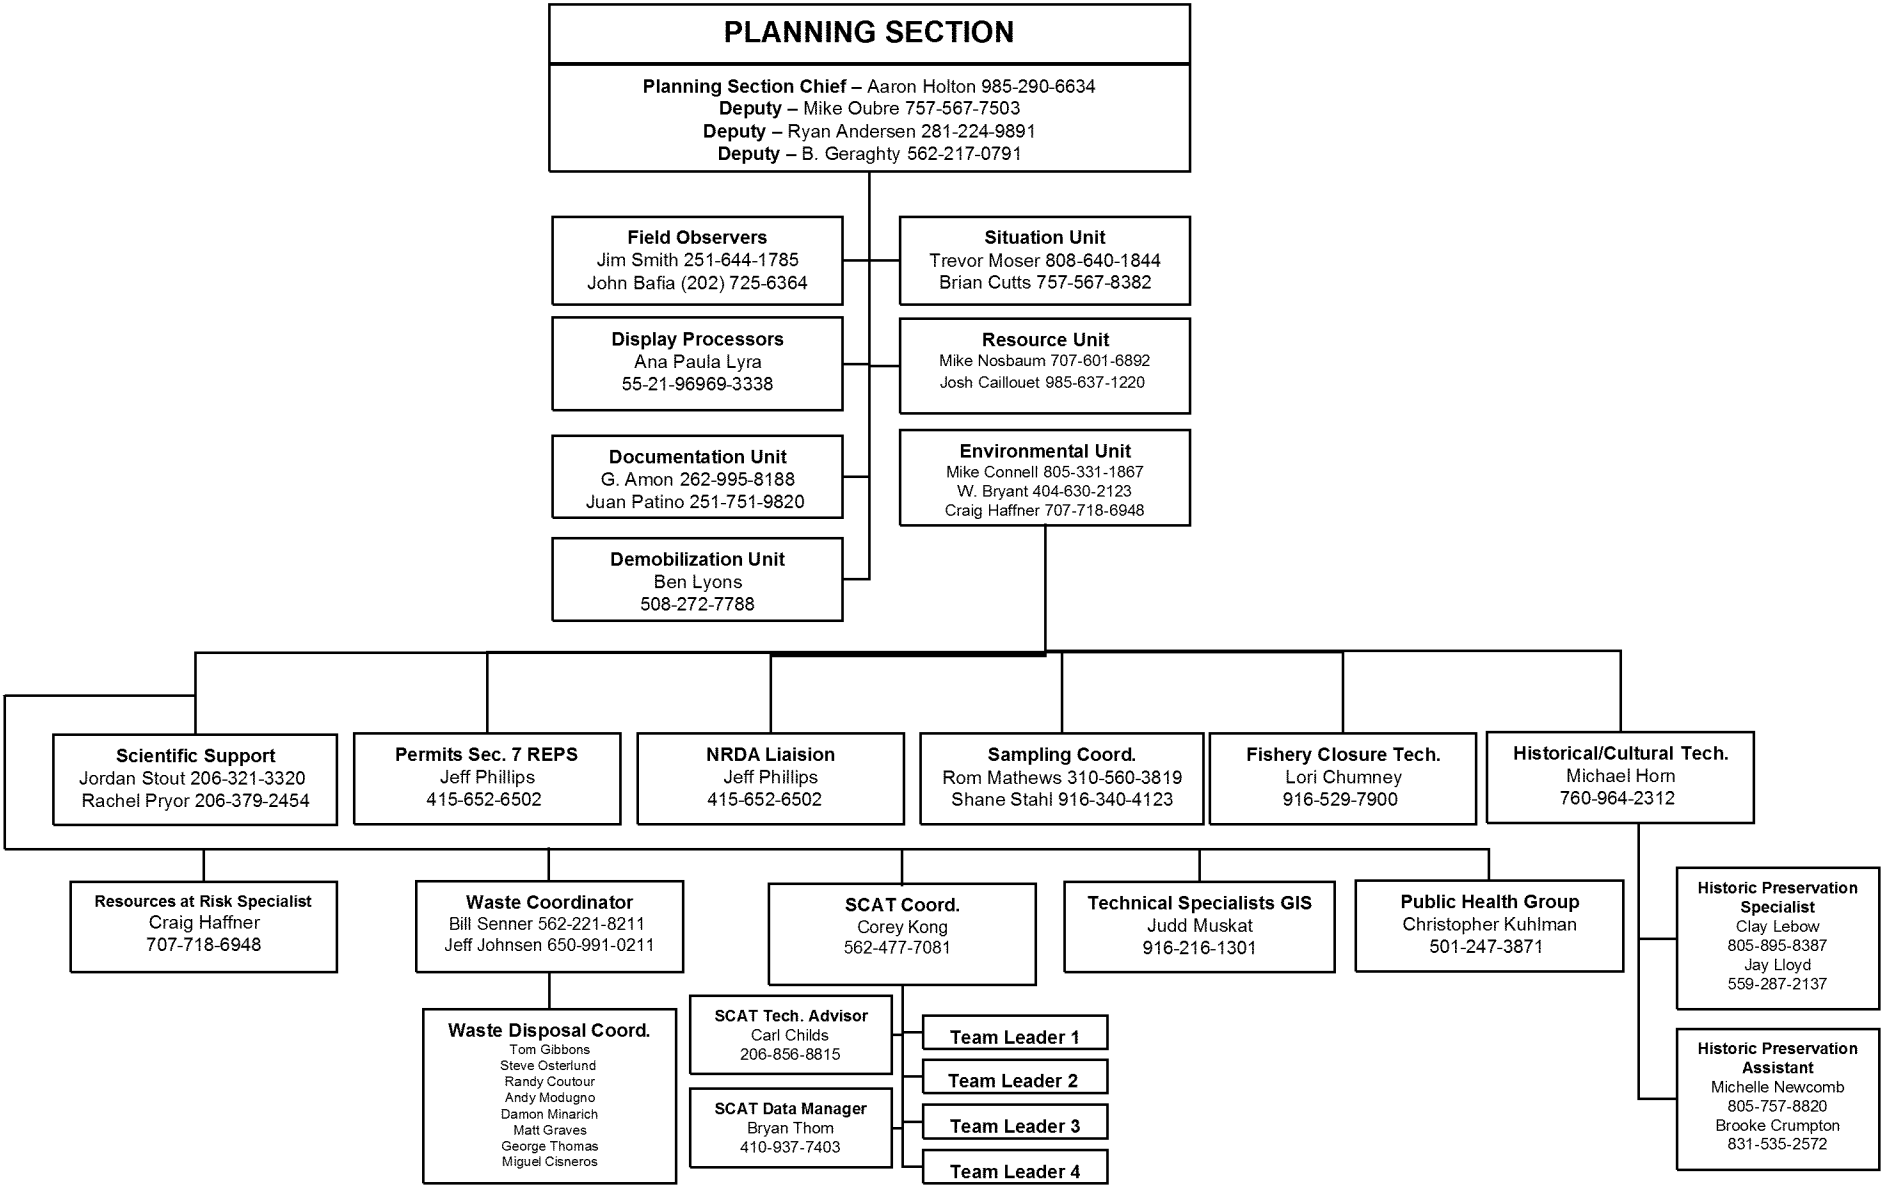 PLANNING SECTION
Planning Section Chief – Aaron Holton 985-290-6634
Deputy – Mike Oubre 757-567-7503
Deputy – Ryan Andersen 281-224-9891
Deputy – B. Geraghty 562-217-0791
Field Observers
Jim Smith 251-644-1785
John Bafia (202) 725-6364
Situation Unit
Trevor Moser 808-640-1844
Brian Cutts 757-567-8382
Display Processors
Ana Paula Lyra
55-21-96969-3338
Resource Unit
Mike Nosbaum 707-601-6892
Josh Caillouet 985-637-1220
Documentation Unit
G. Amon 262-995-8188
Juan Patino 251-751-9820
Environmental Unit
Mike Connell 805-331-1867
W. Bryant 404-630-2123
Craig Haffner 707-718-6948
Demobilization Unit
Ben Lyons
508-272-7788
Scientific Support
Jordan Stout 206-321-3320
Rachel Pryor 206-379-2454
Permits Sec. 7 REPS
Jeff Phillips
415-652-6502
NRDA Liaision
Jeff Phillips
415-652-6502
Sampling Coord.
Rom Mathews 310-560-3819
Shane Stahl 916-340-4123
Fishery Closure Tech.
Lori Chumney
916-529-7900
Historical/Cultural Tech.
Michael Horn
760-964-2312
Resources at Risk Specialist
Craig Haffner
707-718-6948
Waste Coordinator
Bill Senner 562-221-8211
Jeff Johnsen 650-991-0211
SCAT Coord.
Corey Kong
562-477-7081
Technical Specialists GIS
Judd Muskat
916-216-1301
Public Health Group
Christopher Kuhlman
501-247-3871
Historic Preservation
Specialist
Clay Lebow
805-895-8387
Jay Lloyd
559-287-2137
Waste Disposal Coord.
Tom Gibbons
Steve Osterlund
Randy Coutour
Andy Modugno
Damon Minarich
Matt Graves
George Thomas
Miguel Cisneros
SCAT Tech. Advisor
Carl Childs
206-856-8815
SCAT Data Manager
Bryan Thom
410-937-7403
Team Leader 1
Team Leader 2
Team Leader 3
Team Leader 4
Historic Preservation
Assistant
Michelle Newcomb
805-757-8820
Brooke Crumpton
831-535-2572